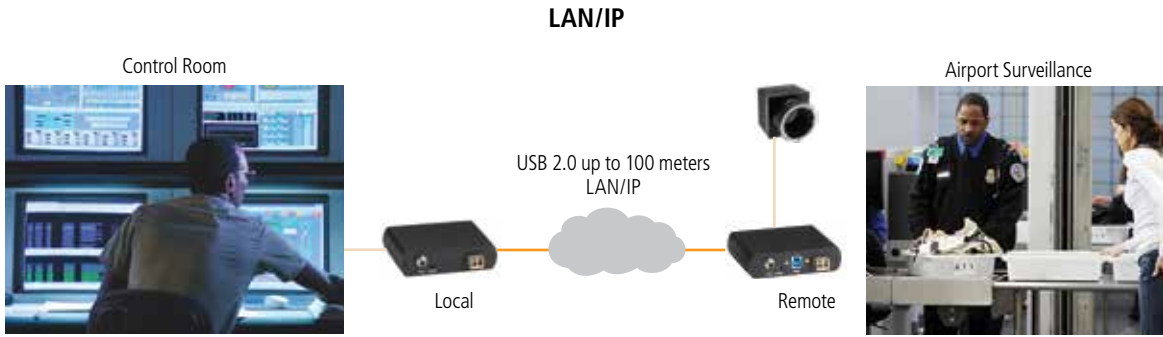 LAN/IP
Control Room
Airport Surveillance
USB 2.0 up to 100 meters
LAN/IP
Local
Remote